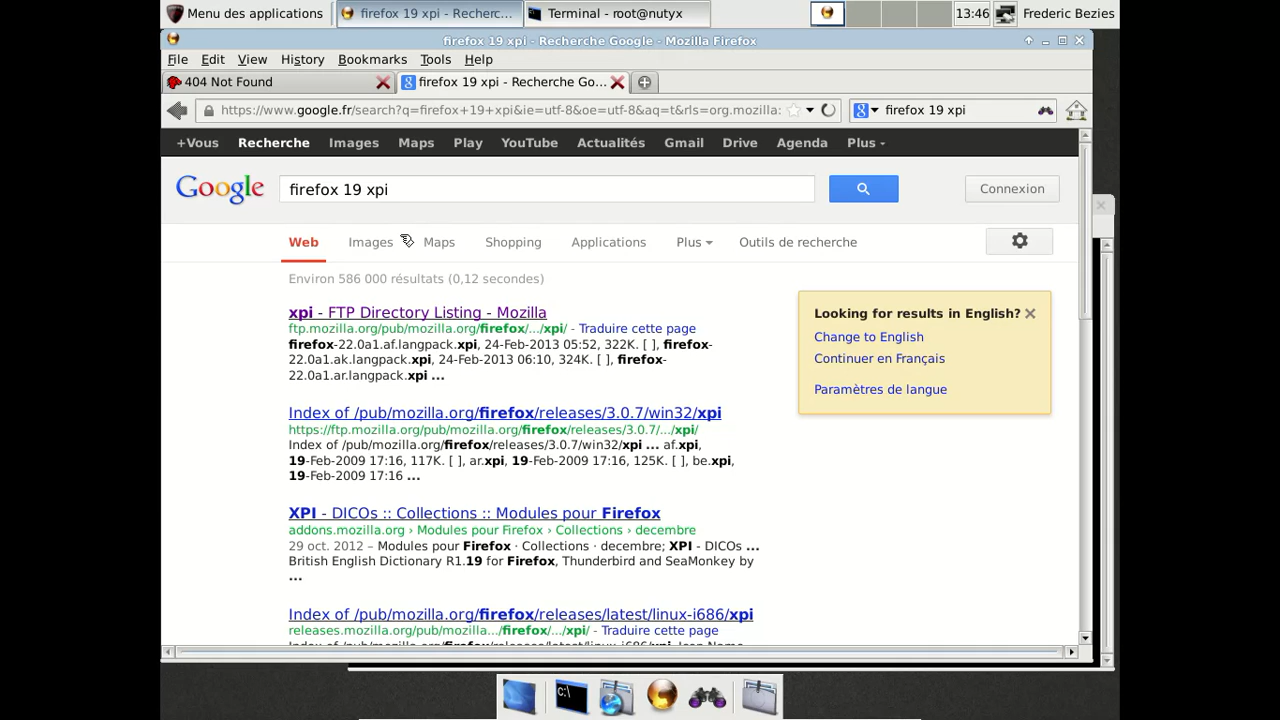 Menu des applications
firefox 19 xpi - Recherc...
Terminal - root@nutyx
13:46
Frederic Bezies
firefox 19 xpi - Recherche Google - Mozilla Firefox
File Edit View History Bookmarks Tools Help
404 Not Found
firefox 19 xpi - Recherche Go...
https://www.google.fr/search?q=firefox+19+xpi&ie=utf-8&oe=utf-8&aq=t&rls=org.mozilla:
firefox 19 xpi
+Vous Recherche Images Maps Play YouTube Actualités Gmail Drive Agenda Plus
Google
firefox 19 xpi
Connexion
Web Images Maps Shopping Applications Plus Outils de recherche
Environ 586 000 résultats (0,12 secondes)
xpi - FTP Directory Listing - Mozilla
ftp.mozilla.org/pub/mozilla.org/firefox/.../xpi/ - Traduire cette page
firefox-22.0a1.af.langpack.xpi, 24-Feb-2013 05:52, 322K. [ ], firefox-
22.0a1.ak.langpack.xpi, 24-Feb-2013 06:10, 324K. [ ], firefox-
22.0a1.ar.langpack.xpi ...
Looking for results in English?
Change to English
Continuer en Français
Paramètres de langue
Index of /pub/mozilla.org/firefox/releases/3.0.7/win32/xpi
https://ftp.mozilla.org/pub/mozilla.org/firefox/releases/3.0.7/.../xpi/
Index of /pub/mozilla.org/firefox/releases/3.0.7/win32/xpi ... af.xpi,
19-Feb-2009 17:16, 117K. [ ], ar.xpi, 19-Feb-2009 17:16, 125K. [ ], be.xpi,
19-Feb-2009 17:16 ...
XPI - DICOs :: Collections :: Modules pour Firefox
addons.mozilla.org › Modules pour Firefox › Collections › decembre
29 oct. 2012 – Modules pour Firefox · Collections · decembre; XPI - DICOs ...
British English Dictionary R1.19 for Firefox, Thunderbird and SeaMonkey by
...
Index of /pub/mozilla.org/firefox/releases/latest/linux-i686/xpi
releases.mozilla.org/pub/mozilla.../firefox/.../xpi/ - Traduire cette page
Index of /pub/mozilla.org/firefox/releases/latest/linux-i686/xpi. Icon Name
C:\